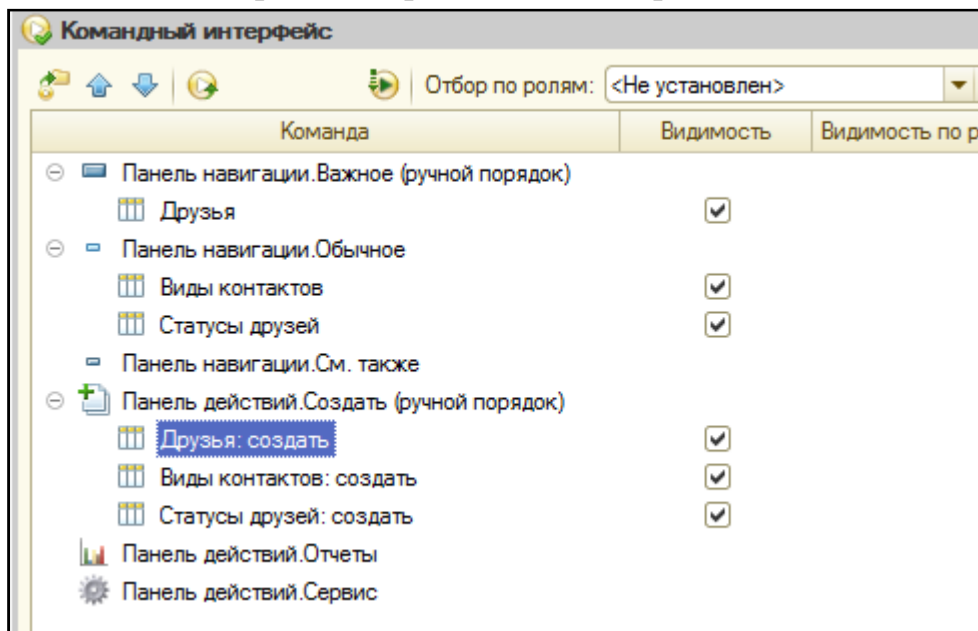 Командный интерфейс
Отбор по ролям: <Не установлен>
Команда Видимость Видимость по р
Панель навигации.Важное (ручной порядок)
Друзья
Панель навигации.Обычное
Виды контактов
Статусы друзей
Панель навигации.См. также
Панель действий.Создать (ручной порядок)
Друзья: создать
Виды контактов: создать
Статусы друзей: создать
Панель действий.Отчеты
Панель действий.Сервис